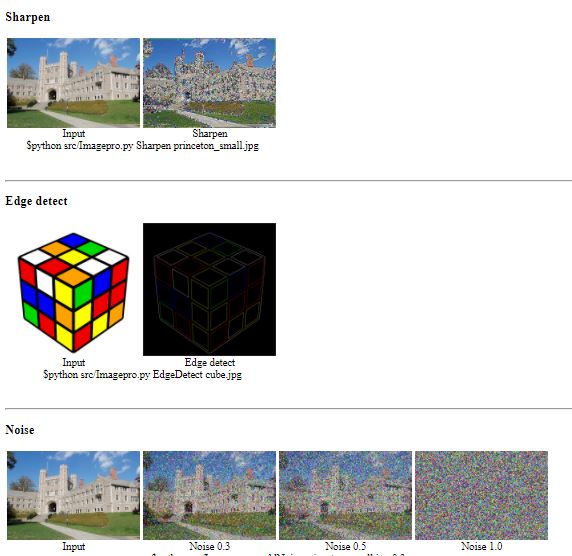 Sharpen
Input Sharpen
$python src/Imagepro.py Sharpen princeton_small.jpg
Edge detect
Input Edge detect
$python src/Imagepro.py EdgeDetect cube.jpg
Noise
Input Noise 0.3 Noise 0.5 Noise 1.0